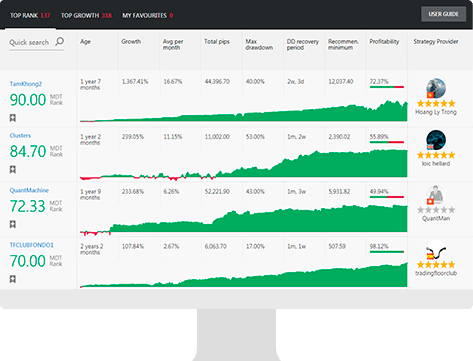 TOP RANK 137 TOP GROWTH 318 MY FAVOURITES 0 USER GUIDE
Quick search Age Growth Avg per month Total pips Max drawdown DD recovery period Recommen. minimum Profitability Strategy Provider
TamKhong2 1 year 7 months 1,367.41% 16.67% 44,396.70 40.00% 2w, 3d 12,037.40 72.37%
90.00 MDT Rank
Hoang Ly Trong
Clusters 1 year 2 months 239.05% 11.15% 11,002.00 53.00% 1m, 2w 2,390.02 55.89%
84.70 MDT Rank
loic hellard
QuantMachine 1 year 9 months 233.68% 6.26% 52,221.90 43.00% 3m, 3w 5,931.82 49.94%
72.33 MDT Rank
QuantMan
TFCLUBFONDO1 2 years 2 months 107.84% 2.67% 6,063.70 17.00% 1m, 1w 507.59 98.12%
70.00 MDT Rank
tradingfloorclub